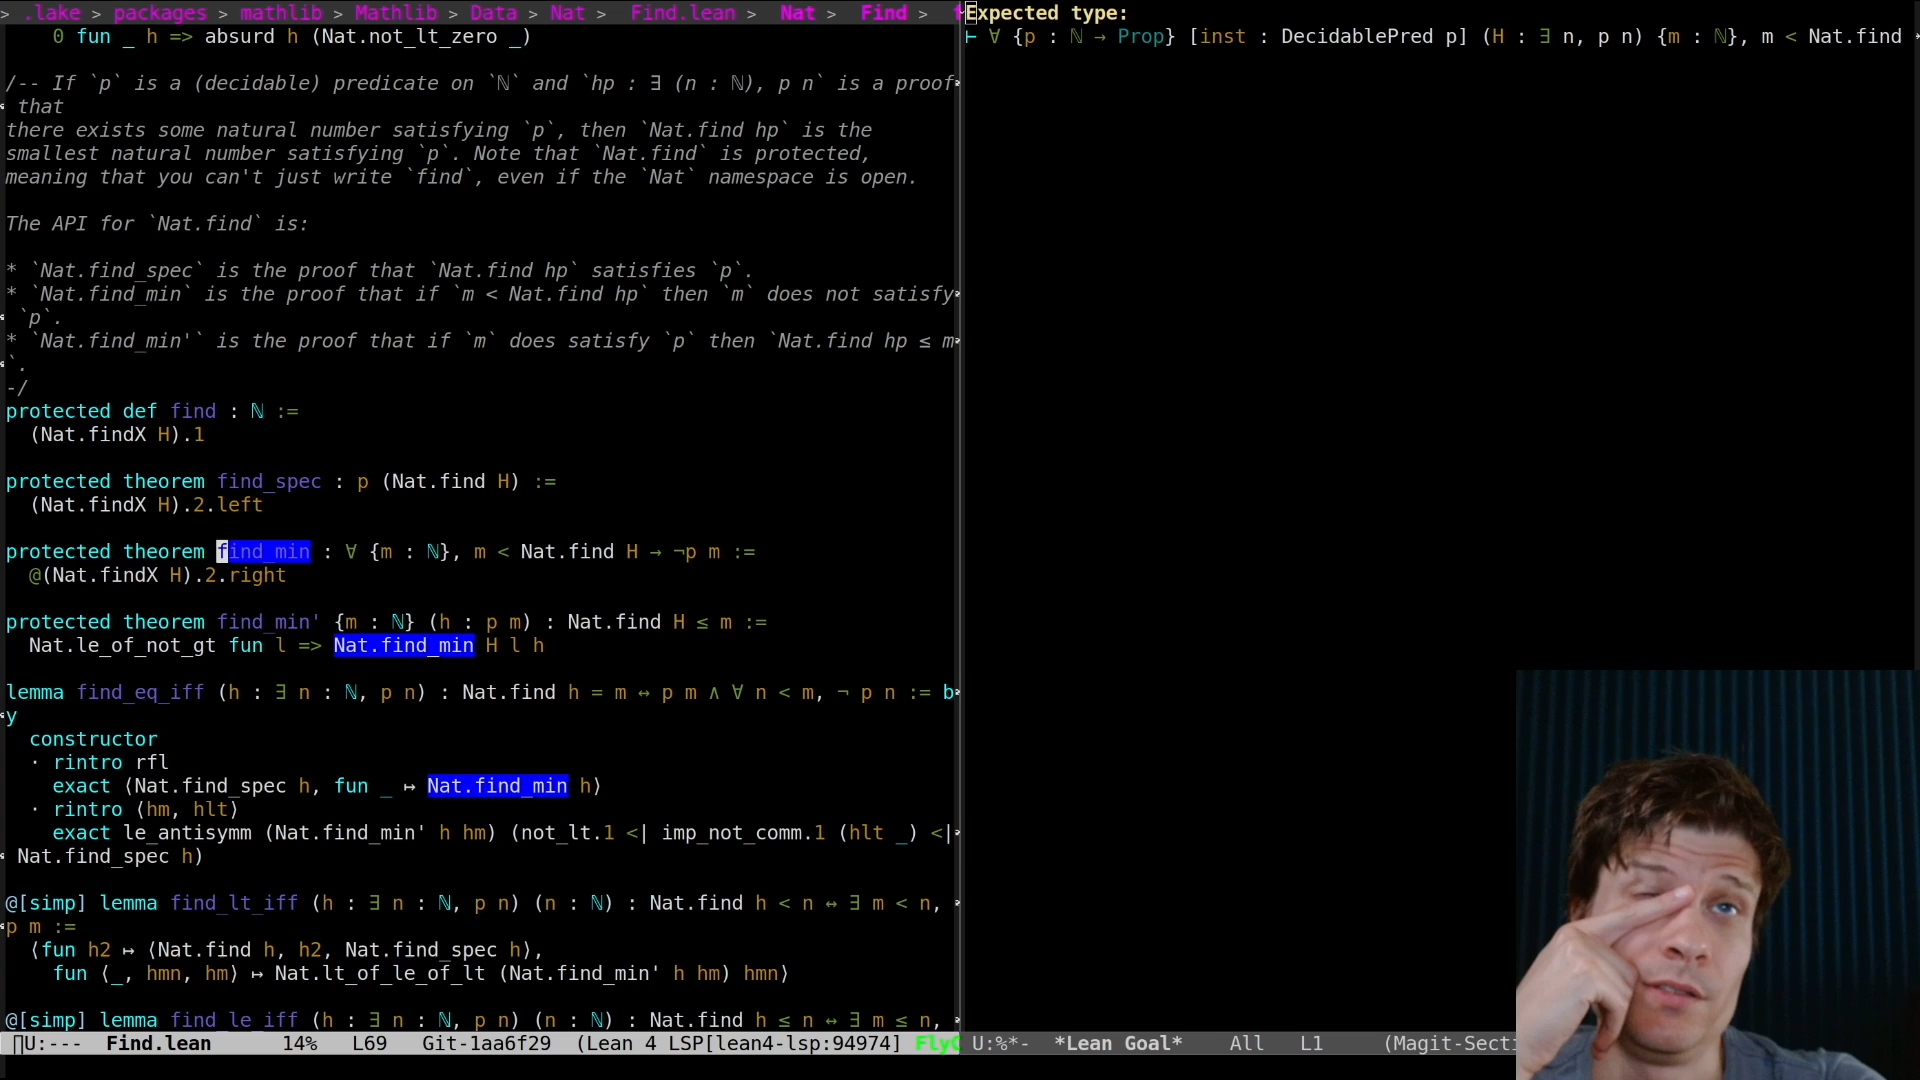 > .lake > packages > mathlib > Mathlib > Data > Nat > Find.lean > Nat > Find >
0 fun _ h => absurd h (Nat.not_lt_zero _)
/-- If `p` is a (decidable) predicate on `ℕ` and `hp : ∃ (n : ℕ), p n` is a proof
that
there exists some natural number satisfying `p`, then `Nat.find hp` is the
smallest natural number satisfying `p`. Note that `Nat.find` is protected,
meaning that you can't just write `find`, even if the `Nat` namespace is open.
The API for `Nat.find` is:
* `Nat.find_spec` is the proof that `Nat.find hp` satisfies `p`.
* `Nat.find_min` is the proof that if `m < Nat.find hp` then `m` does not satisfy
`p`.
* `Nat.find_min'` is the proof that if `m` does satisfy `p` then `Nat.find hp ≤ m
`.
-/
protected def find : ℕ :=
(Nat.findX H).1
protected theorem find_spec : p (Nat.find H) :=
(Nat.findX H).2.left
protected theorem find_min : ∀ {m : ℕ}, m < Nat.find H → ¬p m :=
@(Nat.findX H).2.right
protected theorem find_min' {m : ℕ} (h : p m) : Nat.find H ≤ m :=
Nat.le_of_not_gt fun l => Nat.find_min H l h
lemma find_eq_iff (h : ∃ n : ℕ, p n) : Nat.find h = m ↔ p m ∧ ∀ n < m, ¬ p n := b
y
constructor
· rintro rfl
exact ⟨Nat.find_spec h, fun _ ↦ Nat.find_min h⟩
· rintro ⟨hm, hlt⟩
exact le_antisymm (Nat.find_min' h hm) (not_lt.1 <| imp_not_comm.1 (hlt _) <|
Nat.find_spec h)
@[simp] lemma find_lt_iff (h : ∃ n : ℕ, p n) (n : ℕ) : Nat.find h < n ↔ ∃ m < n,
p m :=
⟨fun h2 ↦ ⟨Nat.find h, h2, Nat.find_spec h⟩,
fun ⟨_, hmn, hm⟩ ↦ Nat.lt_of_le_of_lt (Nat.find_min' h hm) hmn⟩
@[simp] lemma find_le_iff (h : ∃ n : ℕ, p n) (n : ℕ) : Nat.find h ≤ n ↔ ∃ m ≤ n,
U:--- Find.lean 14% L69 Git-1aa6f29 (Lean 4 LSP[lean4-lsp:94974] FlyC
Expected type:
⊢ ∀ {p : ℕ → Prop} [inst : DecidablePred p] (H : ∃ n, p n) {m : ℕ}, m < Nat.find
U:%*- *Lean Goal* All L1 (Magit-Secti